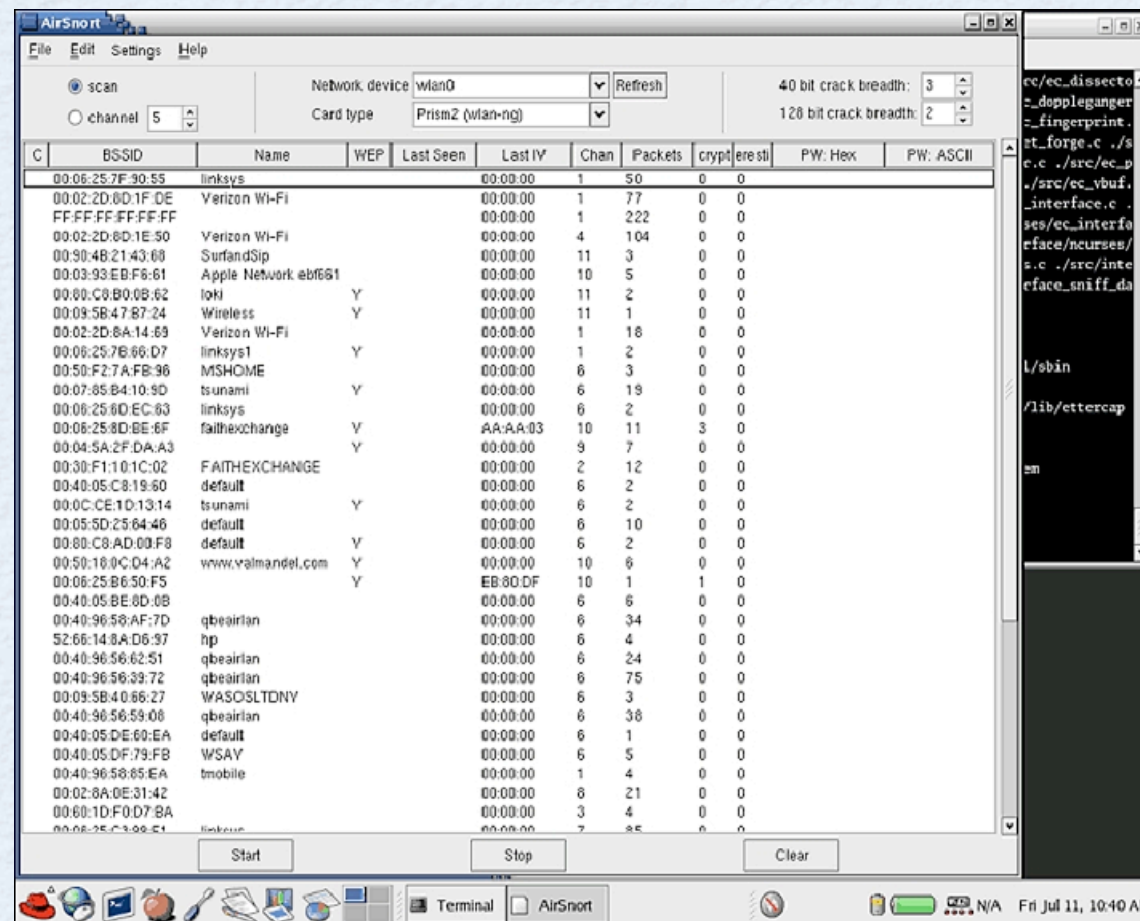 AirSnort
File Edit Settings Help
scan Network device wlan0 Refresh 40 bit crack breadth: 3
channel 5 Card type Prism2 (wlan-ng) 128 bit crack breadth: 2
C BSSID Name WEP Last Seen Last IV Chan Packets crypt eresti PW: Hex PW: ASCII
00:06:25:7F:90:55 linksys 00:00:00 1 50 0 0
00:02:2D:8D:1F:DE Verizon Wi-Fi 00:00:00 1 77 0 0
FF:FF:FF:FF:FF:FF 00:00:00 1 222 0 0
00:02:2D:8D:1E:50 Verizon Wi-Fi 00:00:00 4 104 0 0
00:90:4B:21:43:68 SurfandSip 00:00:00 11 3 0 0
00:03:93:EB:F6:61 Apple Network ebf661 00:00:00 10 5 0 0
00:80:C8:B0:0B:62 loki Y 00:00:00 11 2 0 0
00:09:5B:47:B7:24 Wireless Y 00:00:00 11 1 0 0
00:02:2D:8A:14:69 Verizon Wi-Fi 00:00:00 1 18 0 0
00:06:25:7B:66:D7 linksys1 Y 00:00:00 1 2 0 0
00:50:F2:7A:FB:96 MSHOME 00:00:00 6 3 0 0
00:07:85:B4:10:9D tsunami Y 00:00:00 6 19 0 0
00:06:25:6D:EC:63 linksys 00:00:00 6 2 0 0
00:06:25:8D:BE:6F faithexchange Y AA:AA:03 10 11 3 0
00:04:5A:2F:DA:A3 Y 00:00:00 9 7 0 0
00:30:F1:10:1C:02 FAITHEXCHANGE 00:00:00 2 12 0 0
00:40:05:C8:19:60 default 00:00:00 6 2 0 0
00:0C:CE:1D:13:14 tsunami Y 00:00:00 6 2 0 0
00:05:5D:25:64:46 default 00:00:00 6 10 0 0
00:80:C8:AD:00:F8 default Y 00:00:00 6 2 0 0
00:50:18:0C:D4:A2 www.valmandel.com Y 00:00:00 10 6 0 0
00:06:25:B6:50:F5 Y EB:80:DF 10 1 1 0
00:40:05:BE:8D:0B 00:00:00 6 6 0 0
00:40:96:58:AF:7D qbeairlan 00:00:00 6 34 0 0
52:66:14:8A:D6:97 hp 00:00:00 6 4 0 0
00:40:96:56:62:51 qbeairlan 00:00:00 6 24 0 0
00:40:96:56:39:72 qbeairlan 00:00:00 6 75 0 0
00:09:5B:40:66:27 WASOSLTDNY 00:00:00 6 3 0 0
00:40:96:56:59:08 qbeairlan 00:00:00 6 38 0 0
00:40:05:DE:60:EA default 00:00:00 6 1 0 0
00:40:05:DF:79:FB WSAY 00:00:00 6 5 0 0
00:40:96:58:85:EA tmobile 00:00:00 1 4 0 0
00:02:8A:0E:31:42 00:00:00 8 21 0 0
00:60:1D:F0:D7:BA 00:00:00 3 4 0 0
Start Stop Clear
rc/ec_dissecto
c_doppleganger
c_fingerprint.
et_forge.c ./s
c.c ./src/ec_p
./src/ec_vbuf.
_interface.c .
ses/ec_interfa
rface/ncurses/
s.c ./src/inte
rface_sniff_da
l/sbin
/lib/ettercap
em
Terminal AirSnort N/A Fri Jul 11, 10:40 A